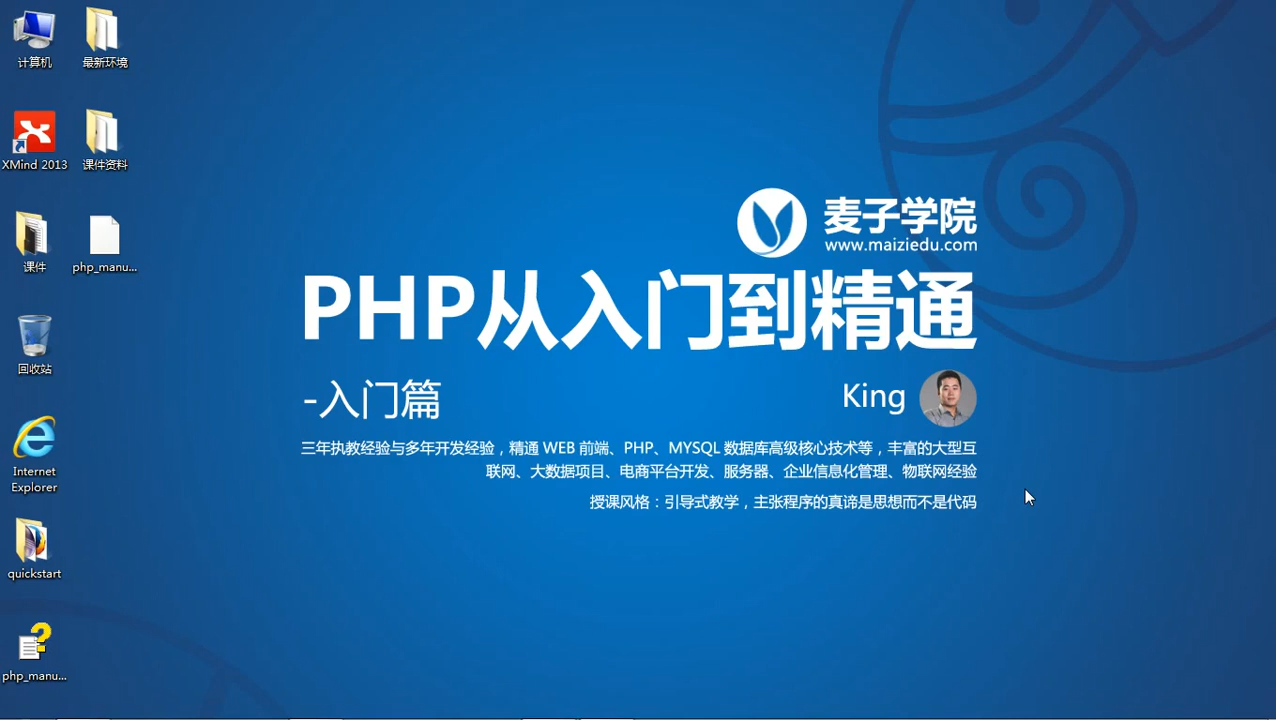 计算机
最新环境
XMind 2013
课件资料
课件
php_manu...
回收站
Internet
Explorer
quickstart
php_manu...
麦子学院
www.maiziedu.com
PHP从入门到精通
-入门篇
King
三年执教经验与多年开发经验，精通 WEB 前端、PHP、MYSQL 数据库高级核心技术等，丰富的大型互
联网、大数据项目、电商平台开发、服务器、企业信息化管理、物联网经验
授课风格：引导式教学，主张程序的真谛是思想而不是代码